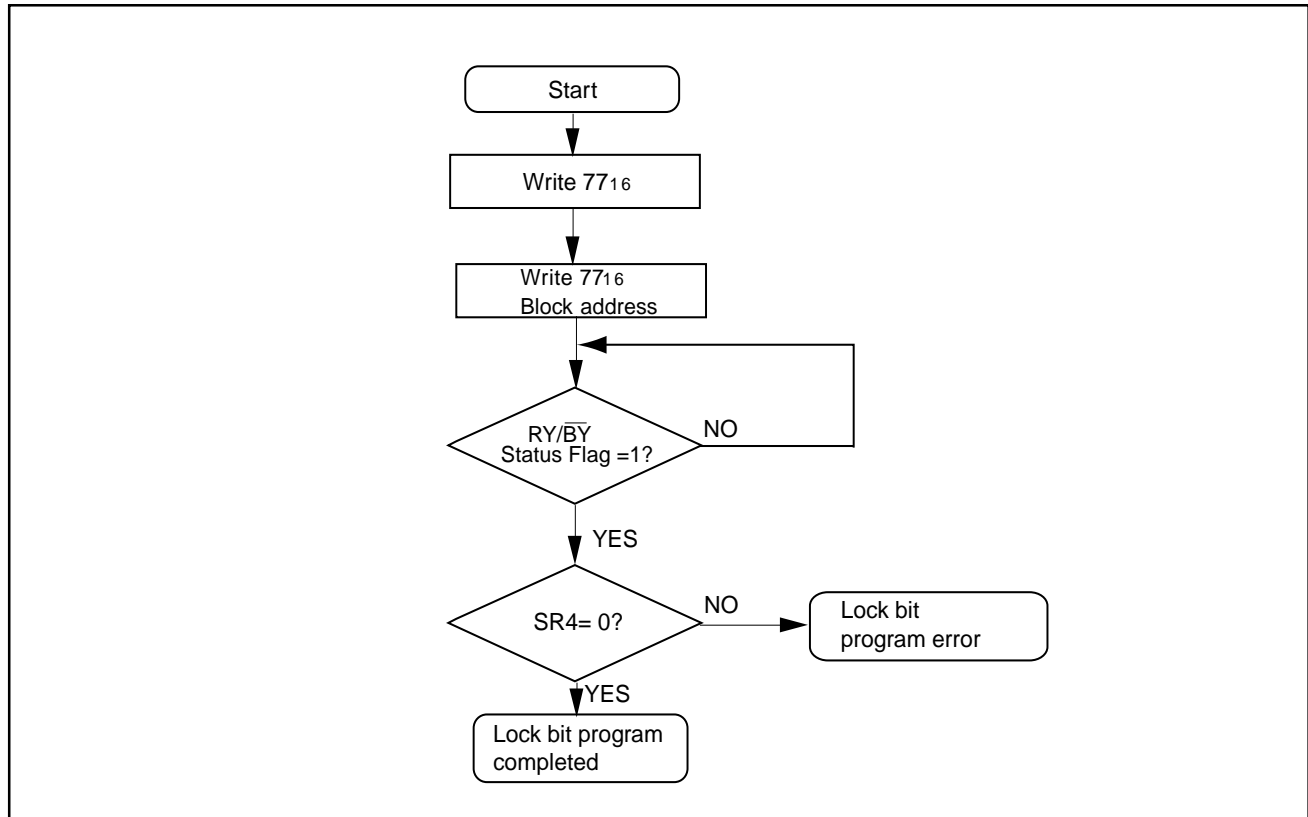 Start
Write 77₁₆
Write 77₁₆
Block address
RY/B̅Y̅
Status Flag =1?
NO
YES
SR4= 0?
NO
Lock bit
program error
YES
Lock bit program
completed